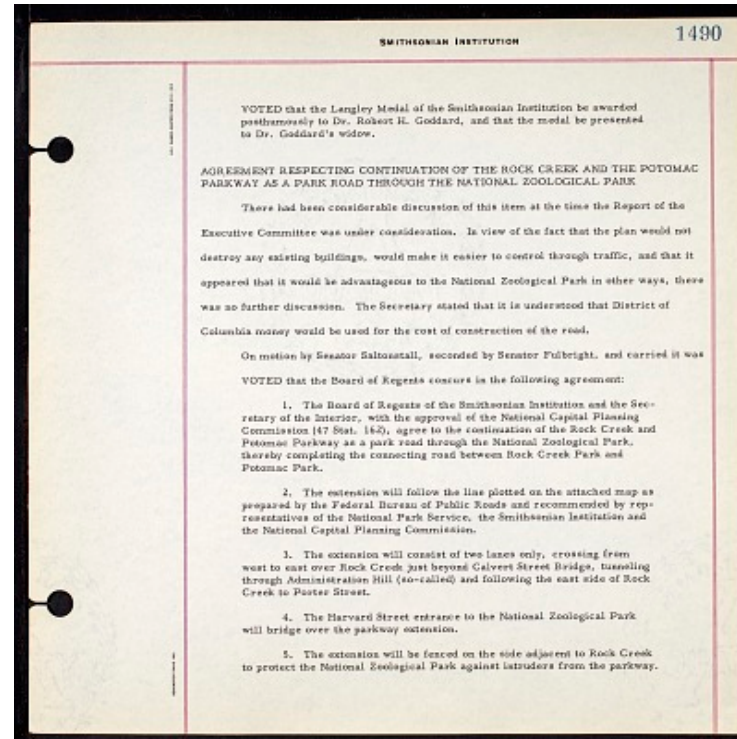 SMITHSONIAN INSTITUTION
1490
VOTED that the Langley Medal of the Smithsonian Institution be awarded
posthumously to Dr. Robert H. Goddard, and that the medal be presented
to Dr. Goddard's widow.
AGREEMENT RESPECTING CONTINUATION OF THE ROCK CREEK AND THE POTOMAC
PARKWAY AS A PARK ROAD THROUGH THE NATIONAL ZOOLOGICAL PARK
There had been considerable discussion of this item at the time the Report of the
Executive Committee was under consideration. In view of the fact that the plan would not
destroy any existing buildings, would make it easier to control through traffic, and that it
appeared that it would be advantageous to the National Zoological Park in other ways, there
was no further discussion. The Secretary stated that it is understood that District of
Columbia money would be used for the cost of construction of the road.
On motion by Senator Saltonstall, seconded by Senator Fulbright, and carried it was
VOTED that the Board of Regents concurs in the following agreement:
1. The Board of Regents of the Smithsonian Institution and the Sec-
retary of the Interior, with the approval of the National Capital Planning
Commission (47 Stat. 162), agree to the continuation of the Rock Creek and
Potomac Parkway as a park road through the National Zoological Park,
thereby completing the connecting road between Rock Creek Park and
Potomac Park.
2. The extension will follow the line plotted on the attached map as
prepared by the Federal Bureau of Public Roads and recommended by rep-
resentatives of the National Park Service, the Smithsonian Institution and
the National Capital Planning Commission.
3. The extension will consist of two lanes only, crossing from
west to east over Rock Creek just beyond Calvert Street Bridge, tunneling
through Administration Hill (so-called) and following the east side of Rock
Creek to Porter Street.
4. The Harvard Street entrance to the National Zoological Park
will bridge over the parkway extension.
5. The extension will be fenced on the side adjacent to Rock Creek
to protect the National Zoological Park against intruders from the parkway.